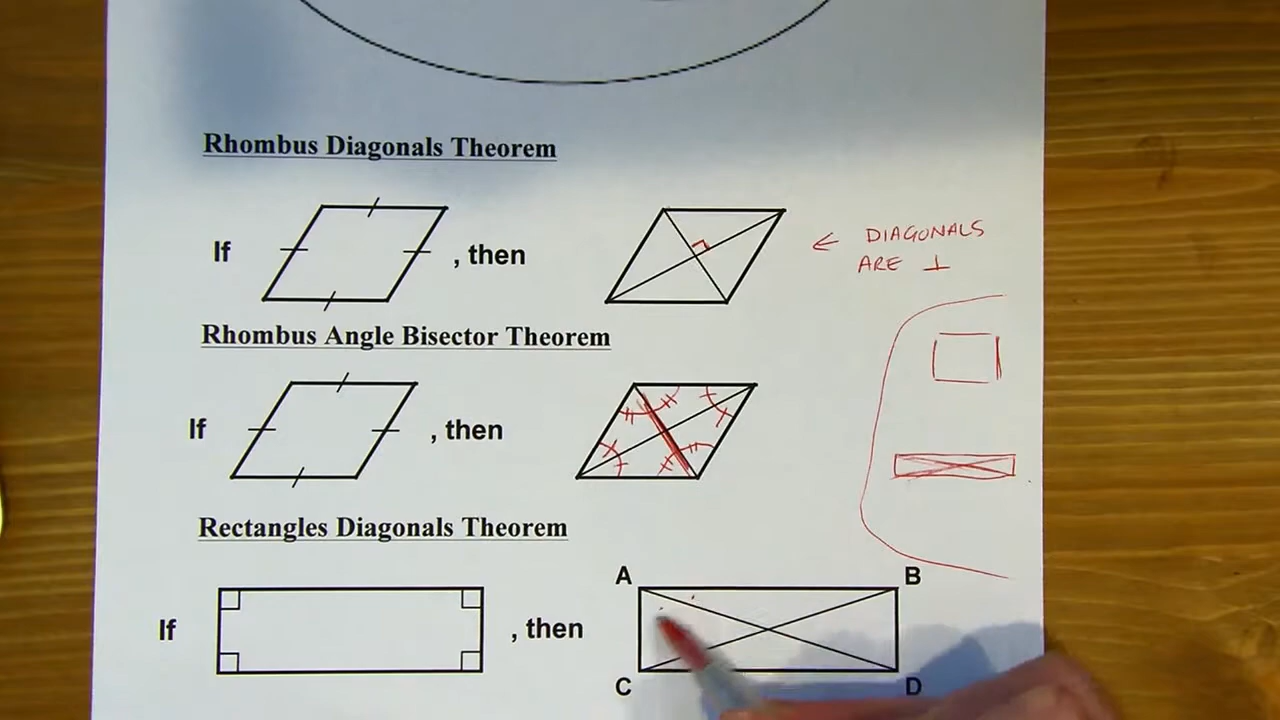 Rhombus Diagonals Theorem
If , then
← DIAGONALS
ARE ⊥
Rhombus Angle Bisector Theorem
If , then
Rectangles Diagonals Theorem
A B
If , then
C D